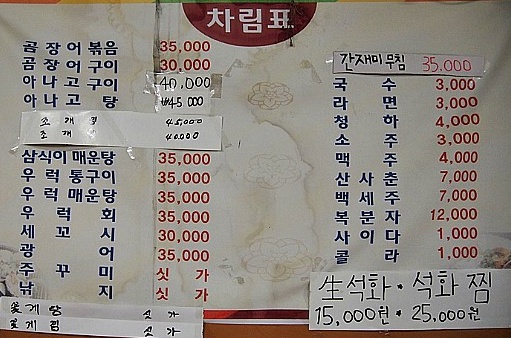 차림표
곰장어볶음 35,000
곰장어구이 30,000
아나고구이 40,000
아나고탕 ₩45000
조개찜 45,000
조개탕 40000
삼식이매운탕 35,000
우럭통구이 35,000
우럭매운탕 35,000
우럭회 35,000
세꼬시 30,000
광어 35,000
주꾸미 싯가
낚지 싯가
꽃게탕 싯가
꽃게찜 싯가
간재미무침 35,000
국수 3,000
라면 3,000
청하 4,000
소주 3,000
맥주 4,000
산사춘 7,000
백세주 7,000
복분자 12,000
사이다 1,000
콜라 1,000
生석화·석화찜
15,000원·25,000원